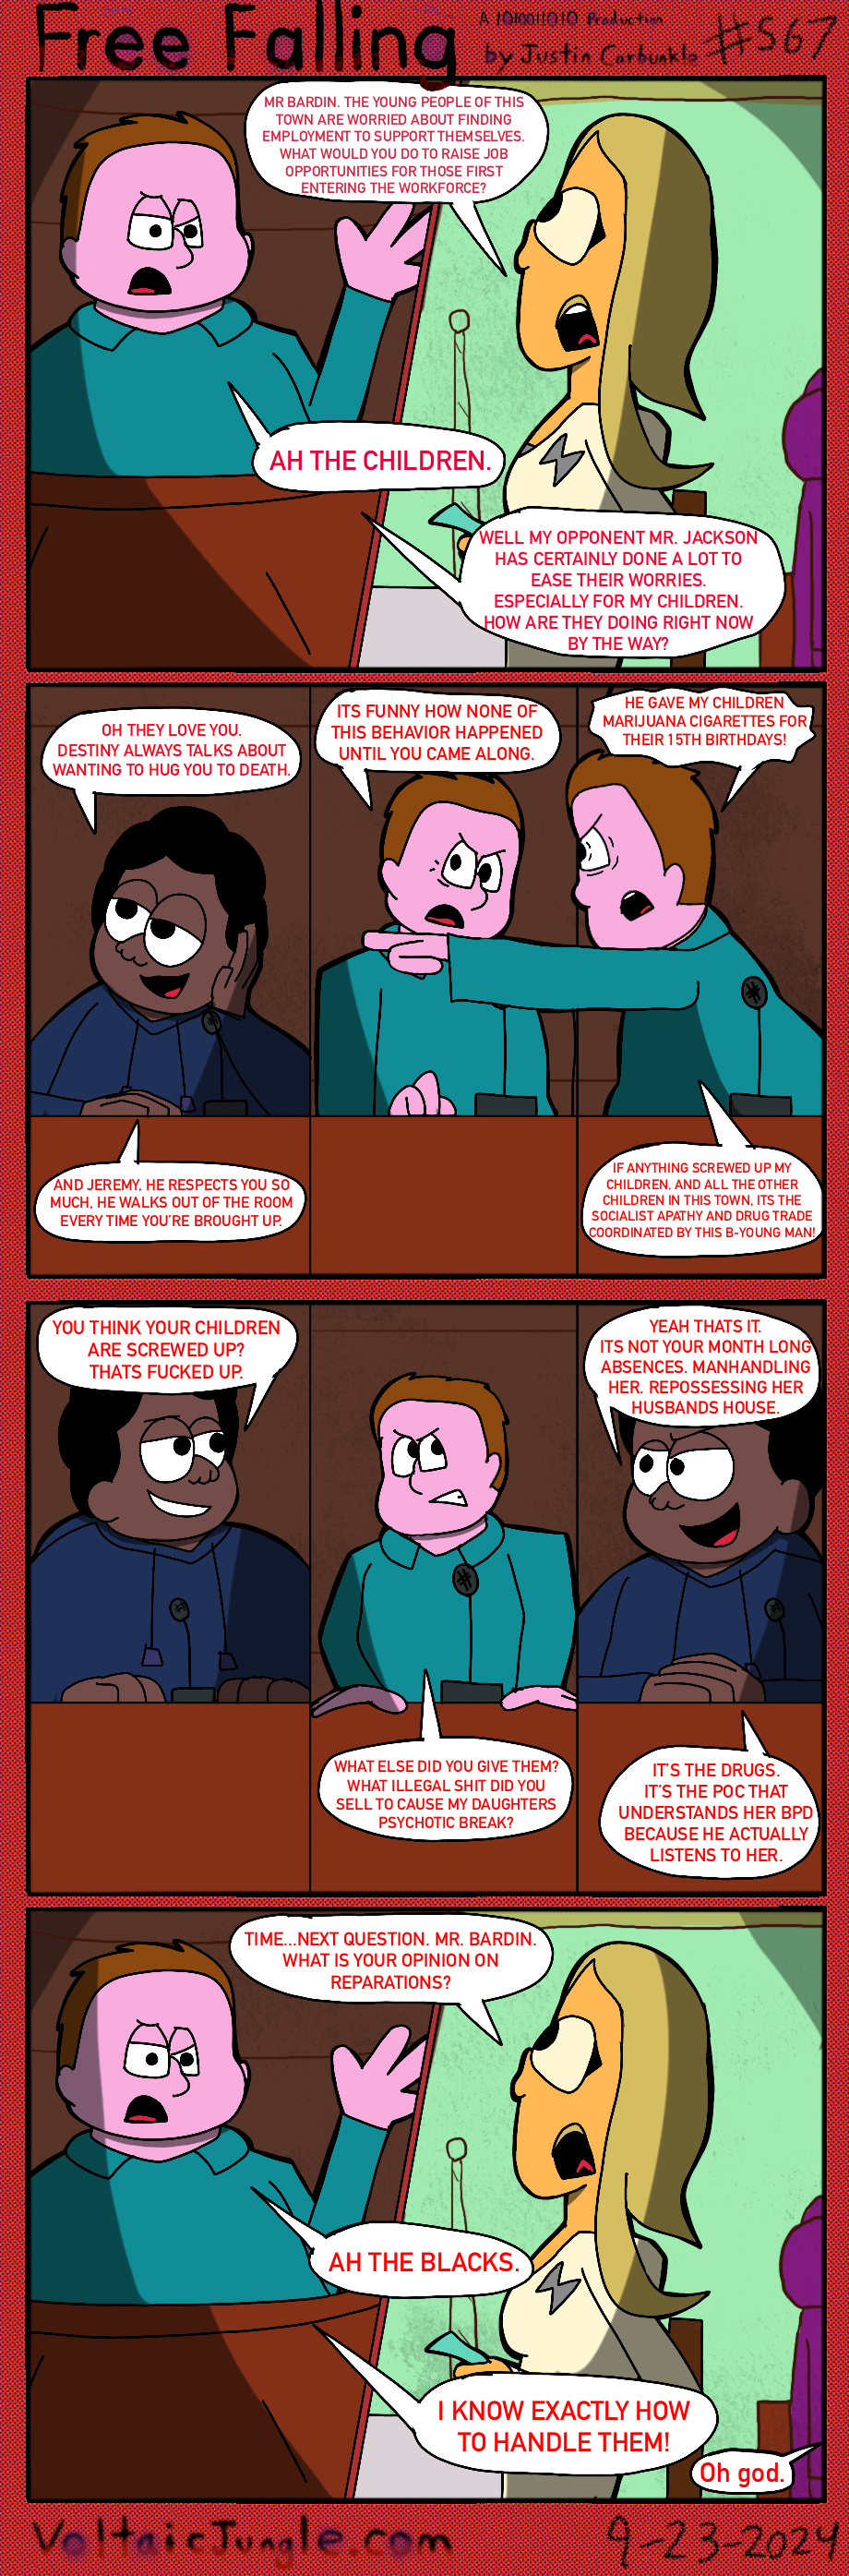 Free Falling
A 1010011010 Production
by Justin Carbunklo
#567
MR BARDIN. THE YOUNG PEOPLE OF THIS
TOWN ARE WORRIED ABOUT FINDING
EMPLOYMENT TO SUPPORT THEMSELVES.
WHAT WOULD YOU DO TO RAISE JOB
OPPORTUNITIES FOR THOSE FIRST
ENTERING THE WORKFORCE?
AH THE CHILDREN.
WELL MY OPPONENT MR. JACKSON
HAS CERTAINLY DONE A LOT TO
EASE THEIR WORRIES.
ESPECIALLY FOR MY CHILDREN.
HOW ARE THEY DOING RIGHT NOW
BY THE WAY?
OH THEY LOVE YOU.
DESTINY ALWAYS TALKS ABOUT
WANTING TO HUG YOU TO DEATH.
AND JEREMY, HE RESPECTS YOU SO
MUCH, HE WALKS OUT OF THE ROOM
EVERY TIME YOU'RE BROUGHT UP.
ITS FUNNY HOW NONE OF
THIS BEHAVIOR HAPPENED
UNTIL YOU CAME ALONG.
HE GAVE MY CHILDREN
MARIJUANA CIGARETTES FOR
THEIR 15TH BIRTHDAYS!
IF ANYTHING SCREWED UP MY
CHILDREN, AND ALL THE OTHER
CHILDREN IN THIS TOWN, ITS THE
SOCIALIST APATHY AND DRUG TRADE
COORDINATED BY THIS B-YOUNG MAN!
YOU THINK YOUR CHILDREN
ARE SCREWED UP?
THATS FUCKED UP.
WHAT ELSE DID YOU GIVE THEM?
WHAT ILLEGAL SHIT DID YOU
SELL TO CAUSE MY DAUGHTERS
PSYCHOTIC BREAK?
YEAH THATS IT.
ITS NOT YOUR MONTH LONG
ABSENCES. MANHANDLING
HER. REPOSSESSING HER
HUSBANDS HOUSE.
IT'S THE DRUGS.
IT'S THE POC THAT
UNDERSTANDS HER BPD
BECAUSE HE ACTUALLY
LISTENS TO HER.
TIME...NEXT QUESTION. MR. BARDIN.
WHAT IS YOUR OPINION ON
REPARATIONS?
AH THE BLACKS.
I KNOW EXACTLY HOW
TO HANDLE THEM!
Oh god.
VoltaicJungle.com
9-23-2024